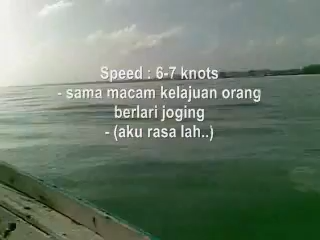 Speed : 6-7 knots
- sama macam kelajuan orang
berlari joging
- (aku rasa lah..)